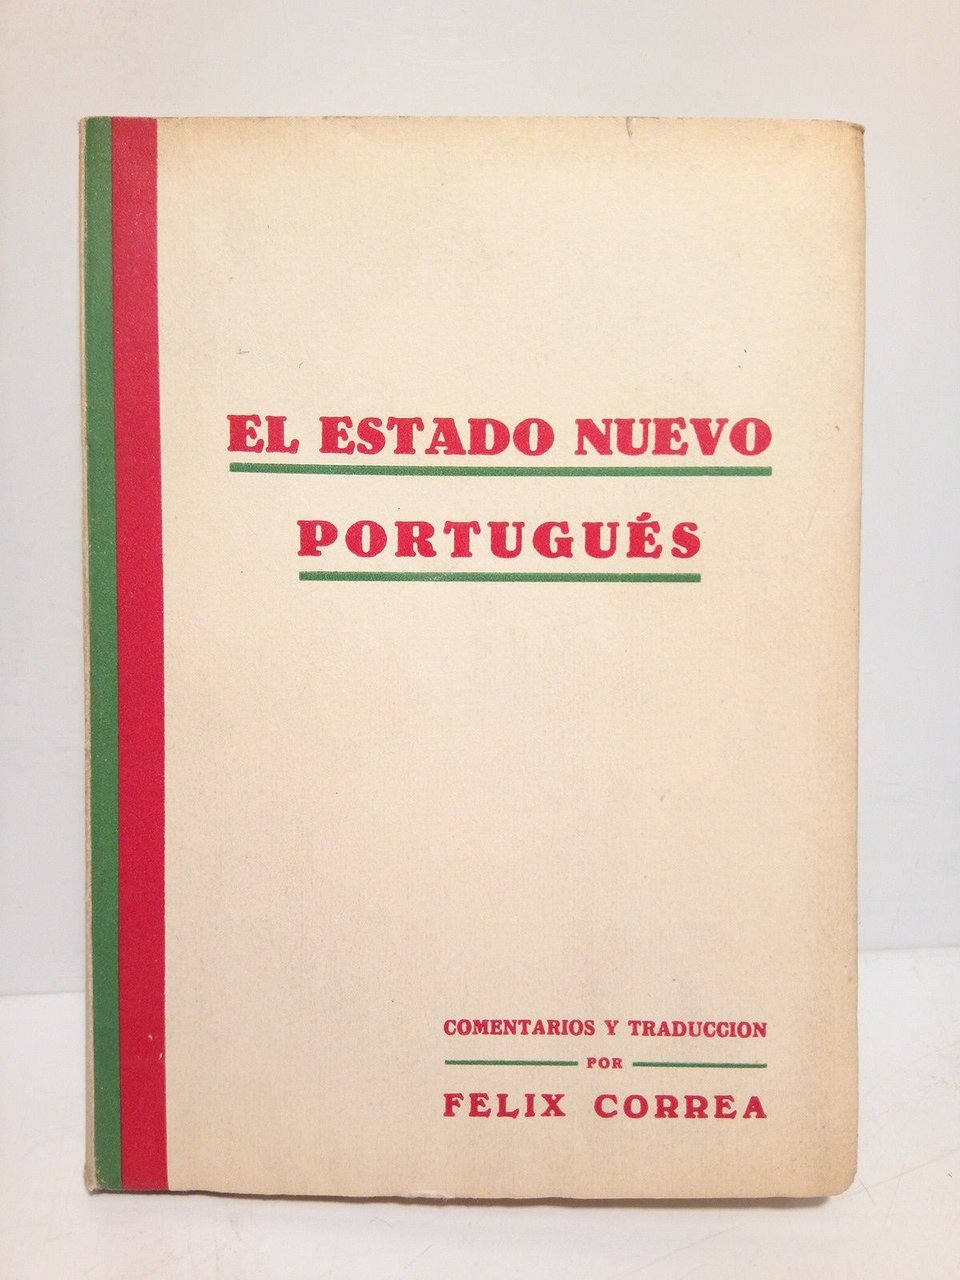 EL ESTADO NUEVO
PORTUGUÉS
COMENTARIOS Y TRADUCCION
POR
FELIX CORREA